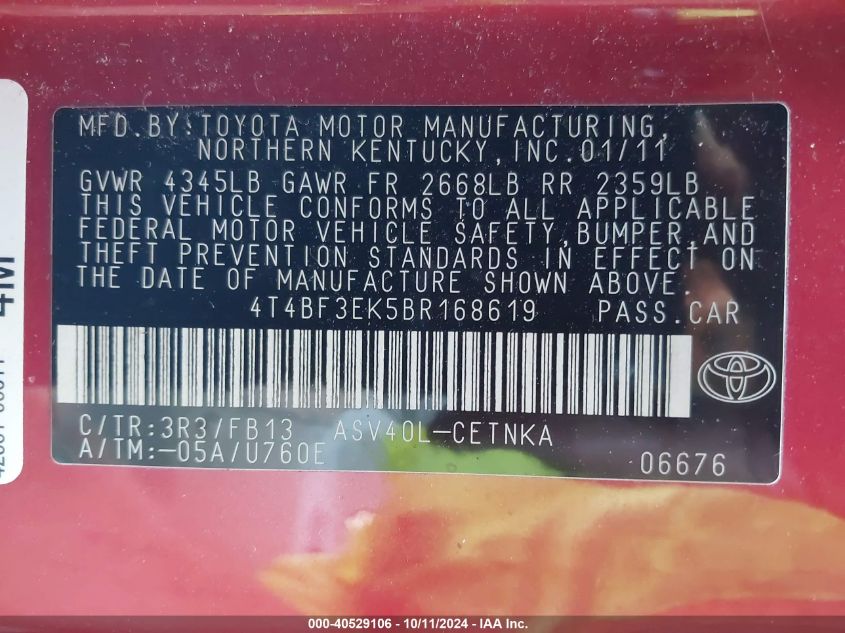 MFD.BY:TOYOTA MOTOR MANUFACTURING,
NORTHERN KENTUCKY,INC.01/11
GVWR 4345LB GAWR FR 2668LB RR 2359LB
THIS VEHICLE CONFORMS TO ALL APPLICABLE
FEDERAL MOTOR VEHICLE SAFETY,BUMPER,AND
THEFT PREVENTION STANDARDS IN EFFECT ON
THE DATE OF MANUFACTURE SHOWN ABOVE.
4T4BF3EK5BR168619 PASS.CAR
C/TR:3R3/FB13 ASV40L-CETNKA
A/TM:-05A/U760E 06676
4M
000-40529106 - 10/11/2024 - IAA Inc.